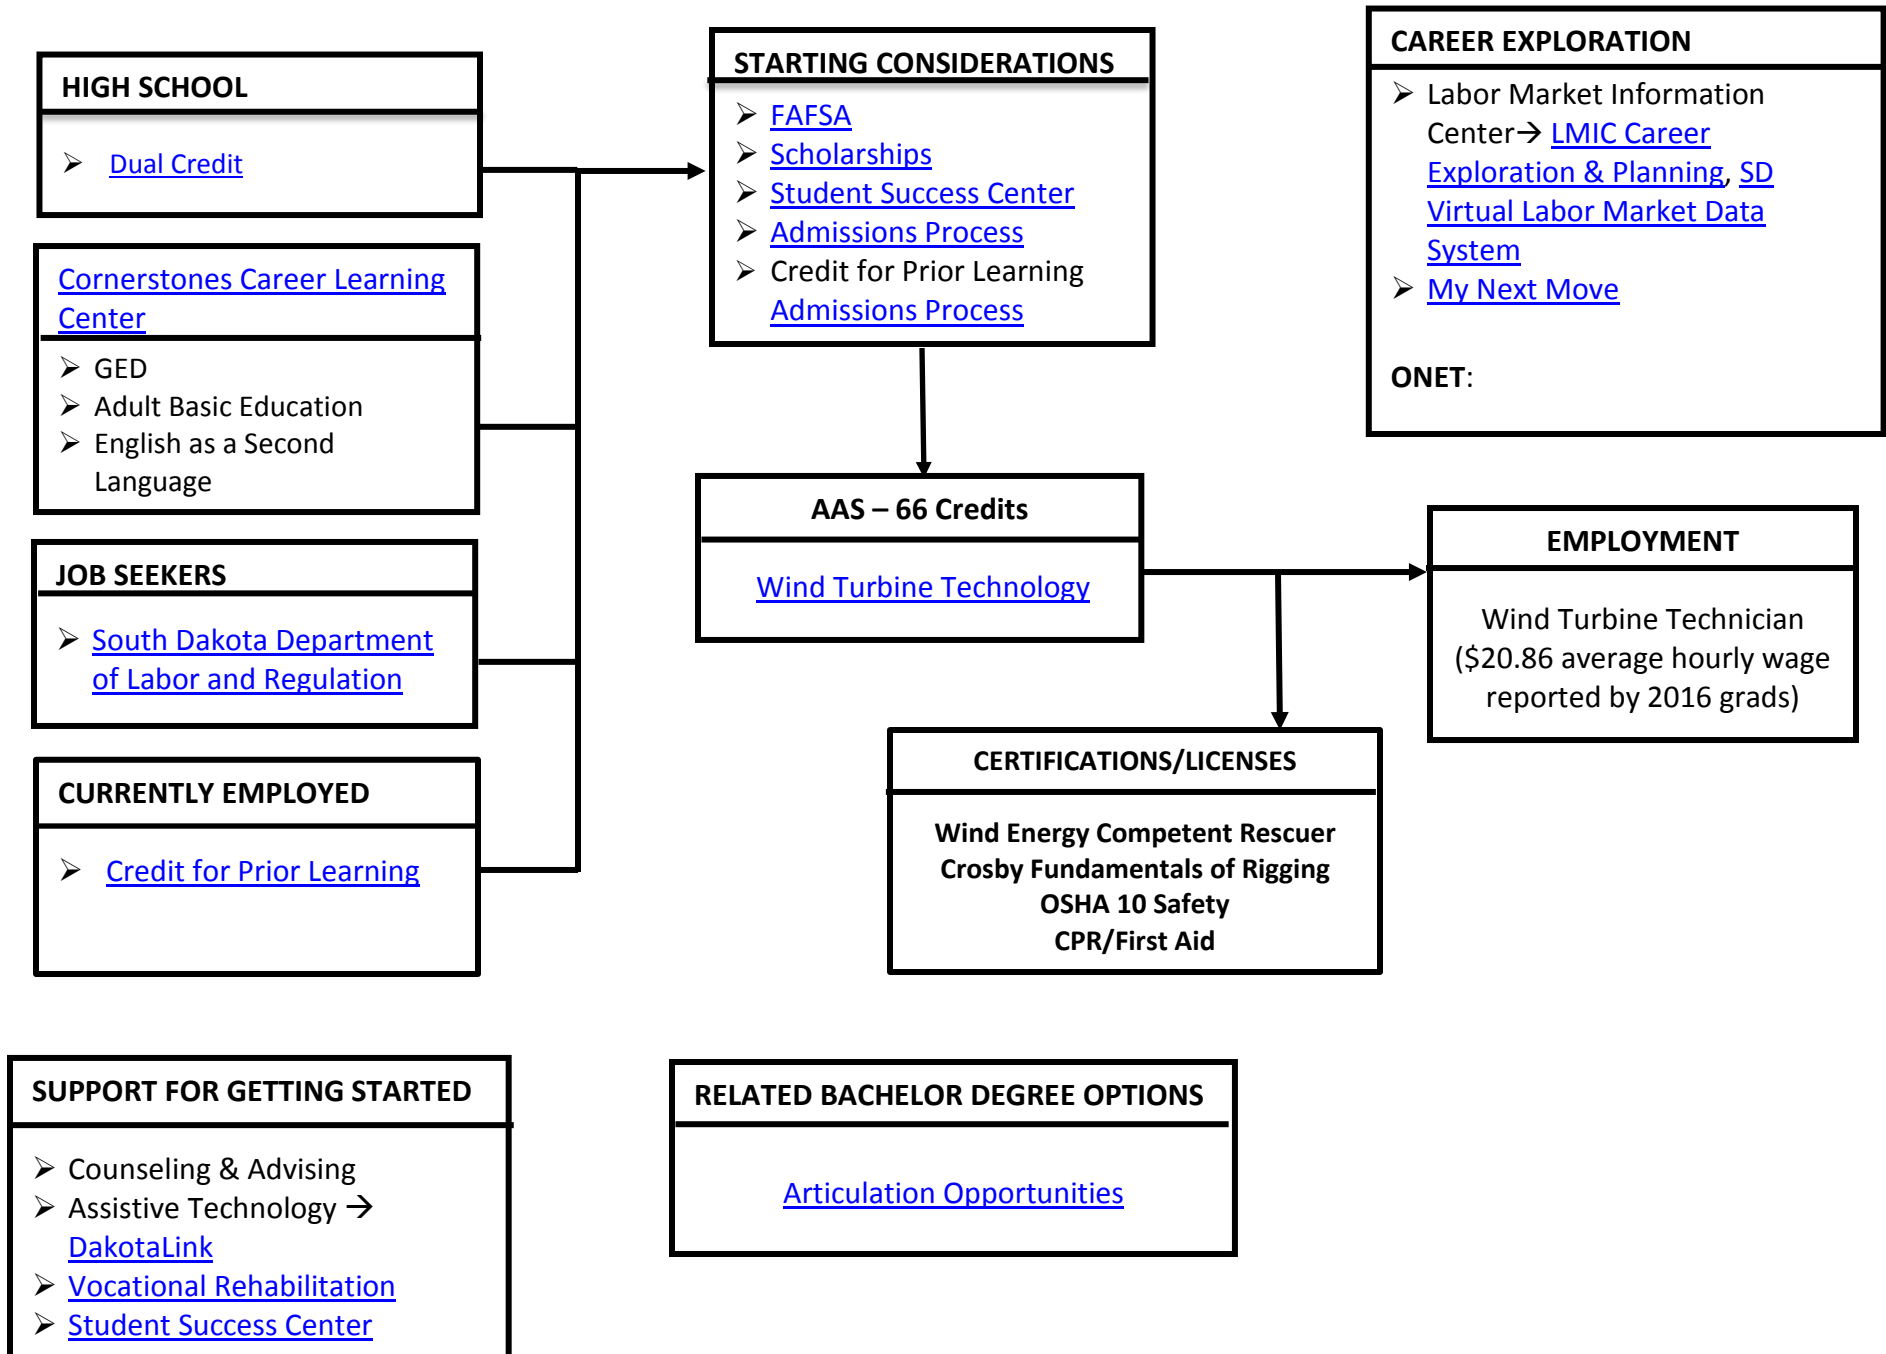 HIGH SCHOOL
➢ Dual Credit
Cornerstones Career Learning
Center
➢ GED
➢ Adult Basic Education
➢ English as a Second
Language
JOB SEEKERS
➢ South Dakota Department
of Labor and Regulation
CURRENTLY EMPLOYED
➢ Credit for Prior Learning
STARTING CONSIDERATIONS
➢ FAFSA
➢ Scholarships
➢ Student Success Center
➢ Admissions Process
➢ Credit for Prior Learning
Admissions Process
AAS – 66 Credits
Wind Turbine Technology
CAREER EXPLORATION
➢ Labor Market Information
Center→ LMIC Career
Exploration & Planning, SD
Virtual Labor Market Data
System
➢ My Next Move
ONET:
EMPLOYMENT
Wind Turbine Technician
($20.86 average hourly wage
reported by 2016 grads)
CERTIFICATIONS/LICENSES
Wind Energy Competent Rescuer
Crosby Fundamentals of Rigging
OSHA 10 Safety
CPR/First Aid
SUPPORT FOR GETTING STARTED
➢ Counseling & Advising
➢ Assistive Technology →
DakotaLink
➢ Vocational Rehabilitation
➢ Student Success Center
RELATED BACHELOR DEGREE OPTIONS
Articulation Opportunities